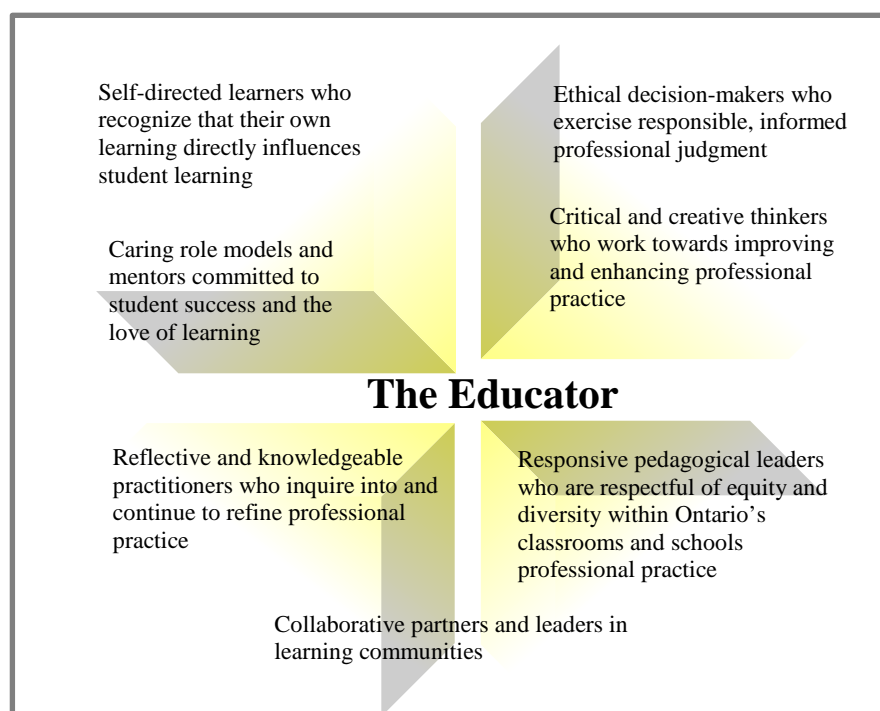 Self-directed learners who
recognize that their own
learning directly influences
student learning
Ethical decision-makers who
exercise responsible, informed
professional judgment
Caring role models and
mentors committed to
student success and the
love of learning
Critical and creative thinkers
who work towards improving
and enhancing professional
practice
The Educator
Reflective and knowledgeable
practitioners who inquire into and
continue to refine professional
practice
Responsive pedagogical leaders
who are respectful of equity and
diversity within Ontario’s
classrooms and schools
professional practice
Collaborative partners and leaders in
learning communities